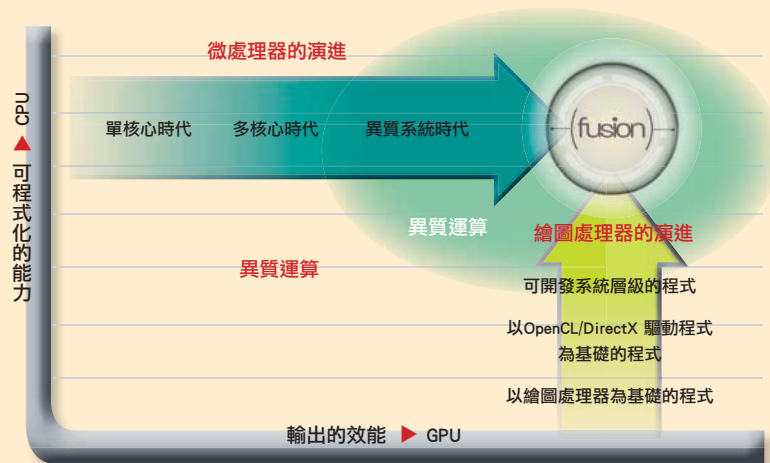 微處理器的演進
單核心時代 多核心時代 異質系統時代
(fusion)
異質運算
異質運算
繪圖處理器的演進
可開發系統層級的程式
以OpenCL/DirectX 驅動程式
為基礎的程式
以繪圖處理器為基礎的程式
可程式化的能力 ▲ CPU
輸出的效能 ▶ GPU